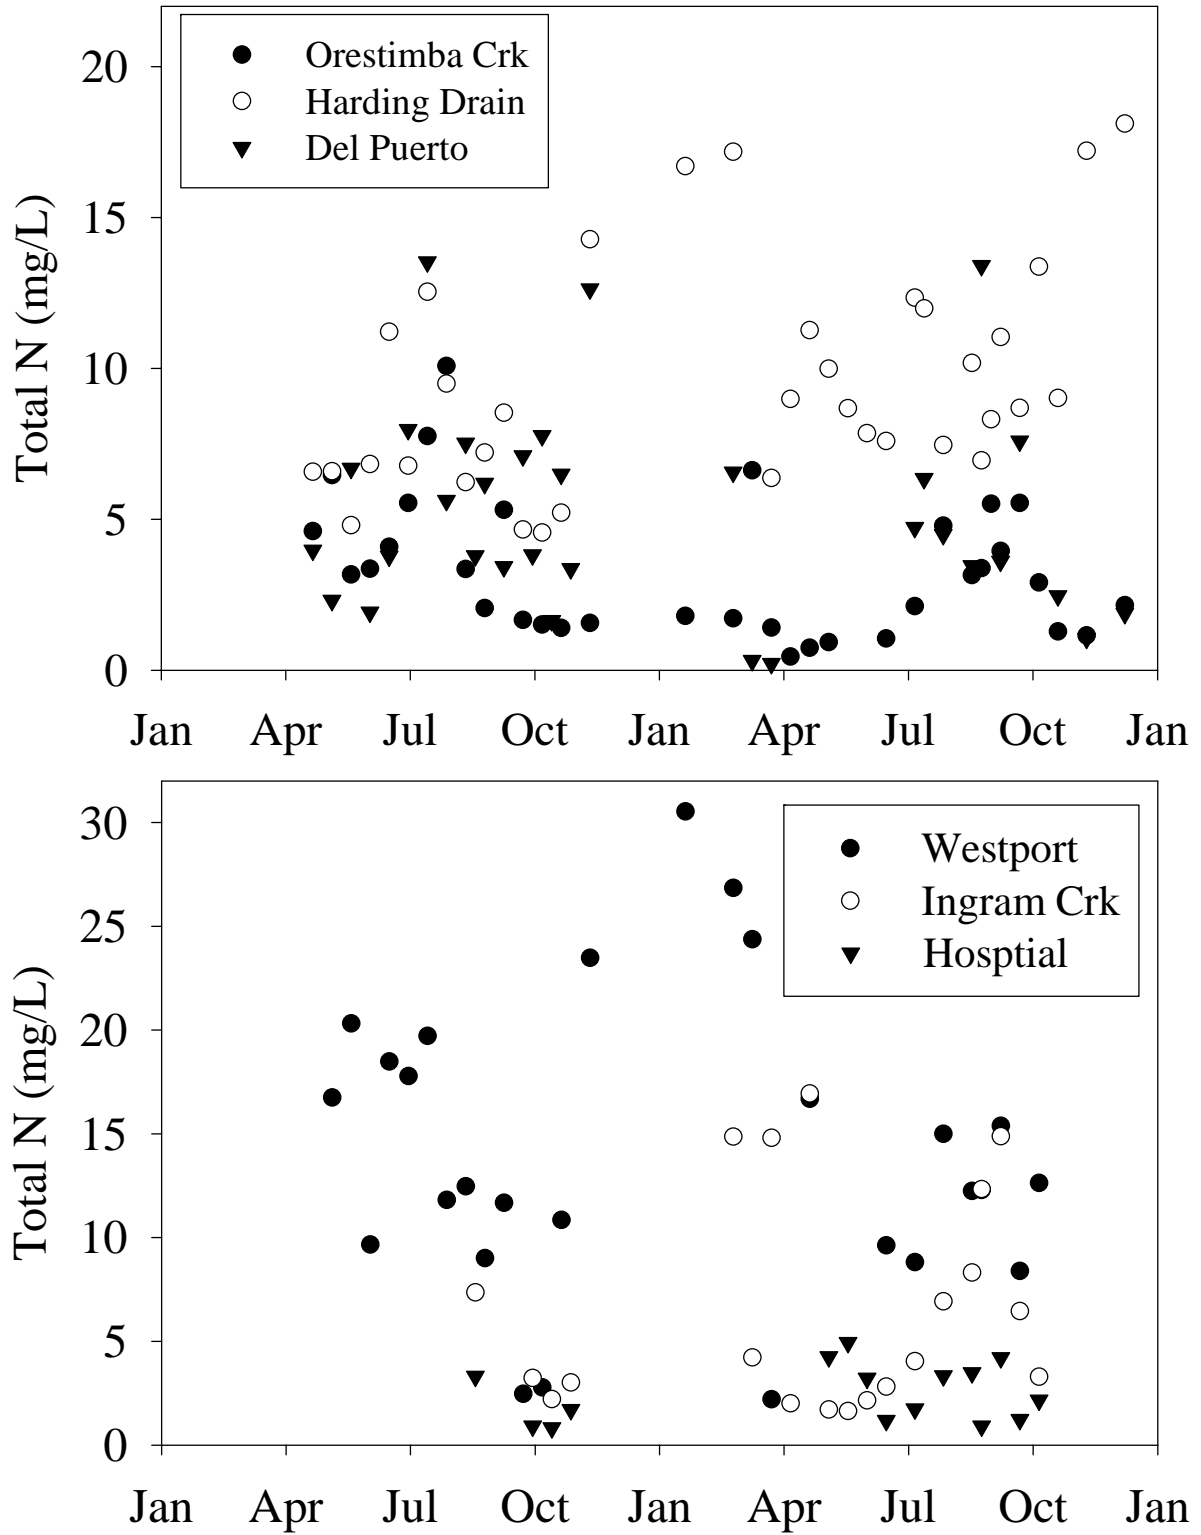 Orestimba Crk
Harding Drain
Del Puerto
Total N (mg/L)
20
15
10
5
0
Jan Apr Jul Oct Jan Apr Jul Oct Jan
Westport
Ingram Crk
Hosptial
Total N (mg/L)
30
25
20
15
10
5
0
Jan Apr Jul Oct Jan Apr Jul Oct Jan